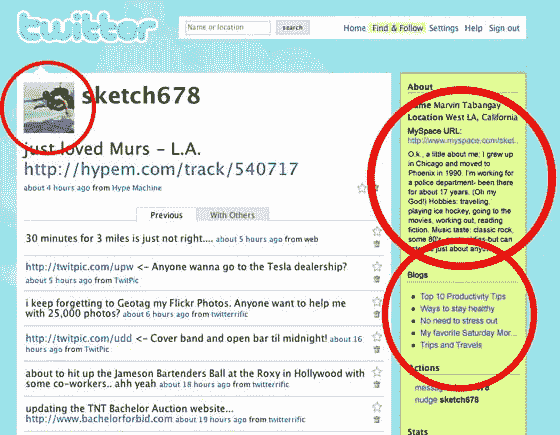 twitter
Name or location
search
Home Find & Follow Settings Help Sign out
sketch678
just loved Murs - L.A.
http://hypem.com/track/540717
about 4 hours ago from Hype Machine
Previous
With Others
30 minutes for 3 miles is just not right.... about 5 hours ago from web
http://twitpic.com/upw <- Anyone wanna go to the Tesla dealership?
about 5 hours ago from TwitPic
i keep forgetting to Geotag my Flickr Photos. Anyone want to help me
with 25,000 photos? about 6 hours ago from twitterrific
http://twitpic.com/udd <- Cover band and open bar til midnight! about 16
hours ago from TwitPic
about to hit up the Jameson Bartenders Ball at the Roxy in Hollywood with
some co-workers.. ahh yeah about 18 hours ago from twitterrific
updating the TNT Bachelor Auction website...
http://www.bachelorforbid.com about 19 hours ago from twitterrific
About
Name Marvin Tabangay
Location West LA, California
MySpace URL:
http://www.myspace.com/sket...
O.k., a little about me; I grew up
in Chicago and moved to
Phoenix in 1990. I'm working for
a police department- been there
for about 17 years. (Oh my
God!) Hobbies: traveling,
playing ice hockey, going to the
movies, working out, reading
fiction. Music taste: classic rock,
some 80's, but can
just about
Blogs
Top 10 Productivity Tips
Ways to stay healthy
No need to stress out
My favorite Saturday Mor...
Trips and Travels
Actions
message sketch678
nudge sketch678
Stats